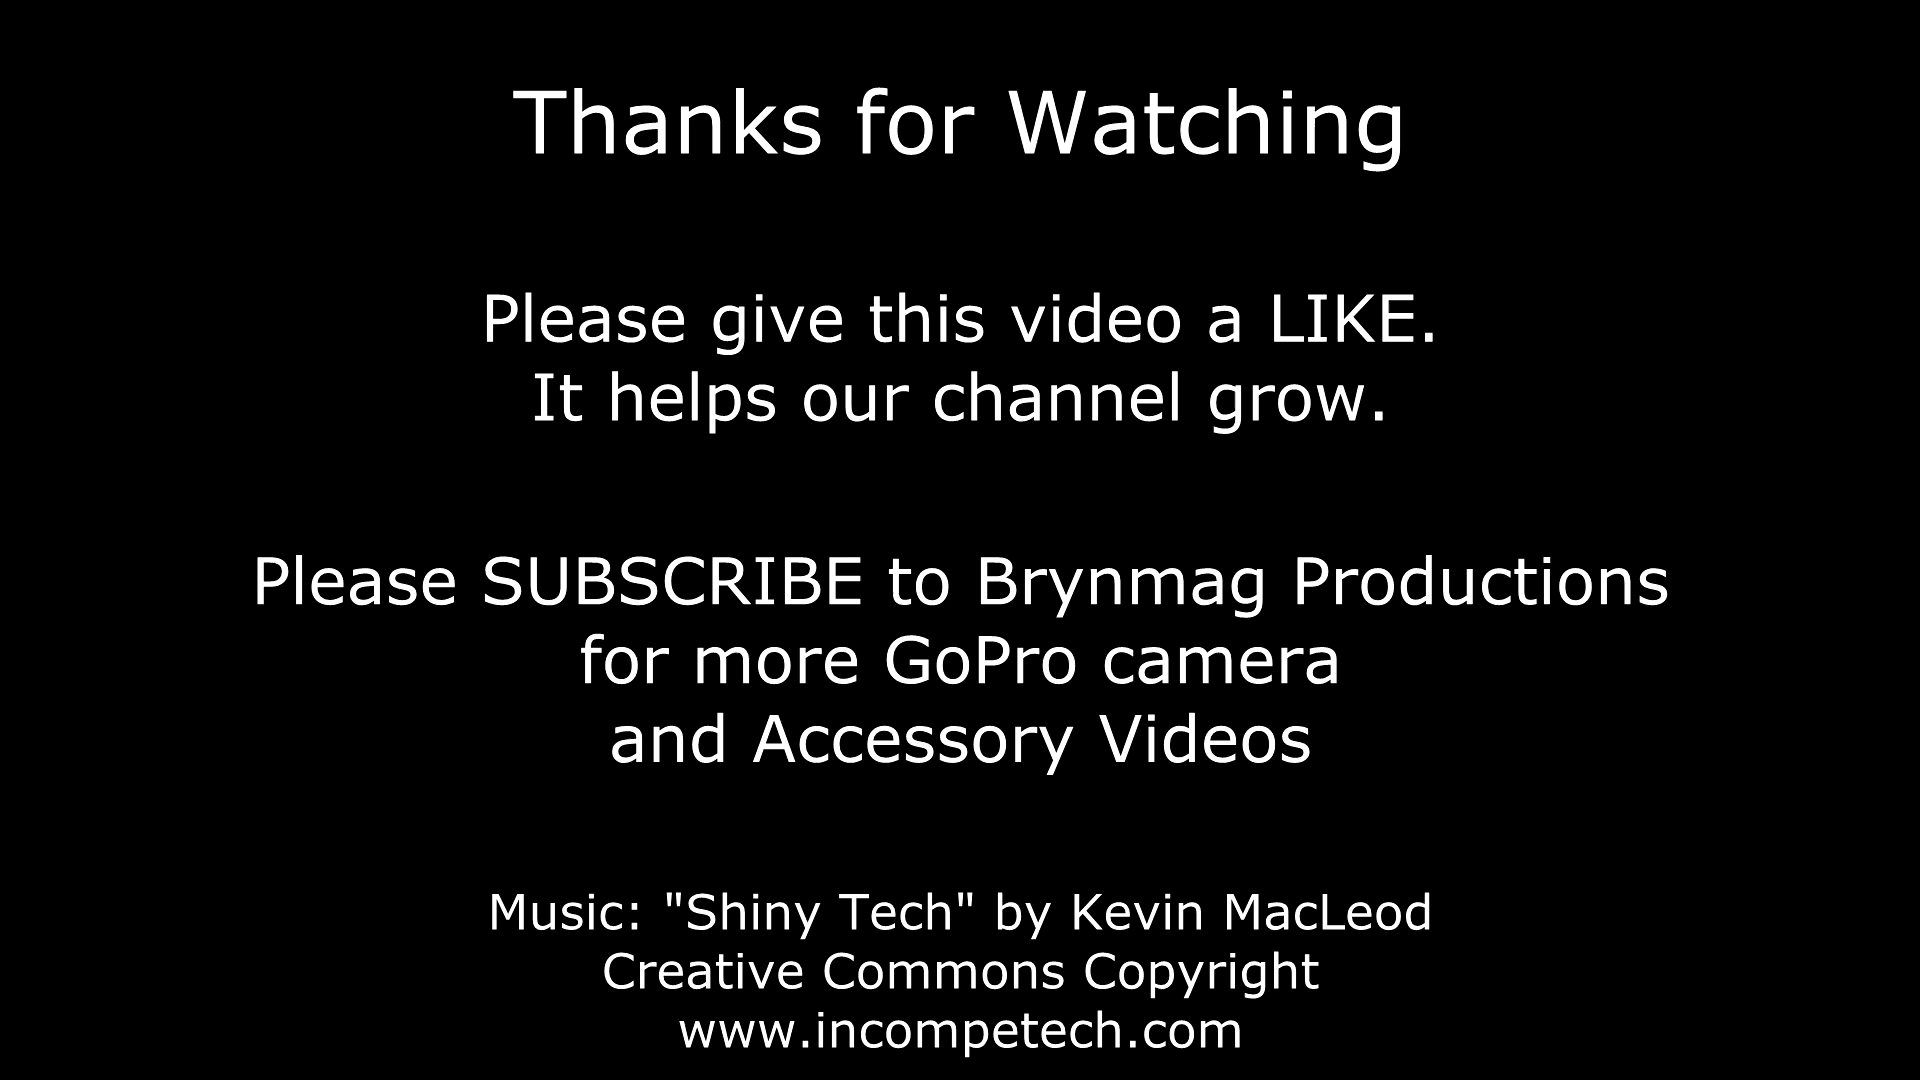 Thanks for Watching
Please give this video a LIKE.
It helps our channel grow.
Please SUBSCRIBE to Brynmag Productions
for more GoPro camera
and Accessory Videos
Music: "Shiny Tech" by Kevin MacLeod
Creative Commons Copyright
www.incompetech.com